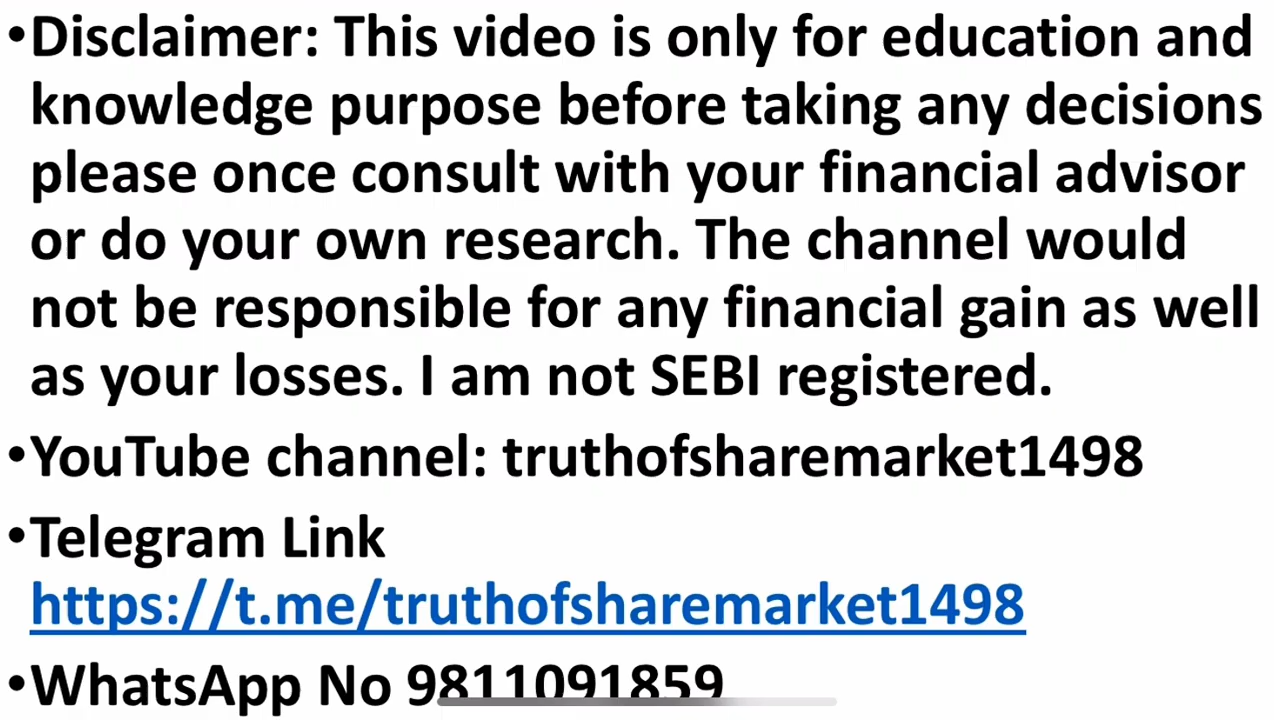 •Disclaimer: This video is only for education and
knowledge purpose before taking any decisions
please once consult with your financial advisor
or do your own research. The channel would
not be responsible for any financial gain as well
as your losses. I am not SEBI registered.
•YouTube channel: truthofsharemarket1498
•Telegram Link
https://t.me/truthofsharemarket1498
•WhatsApp No 9811091859